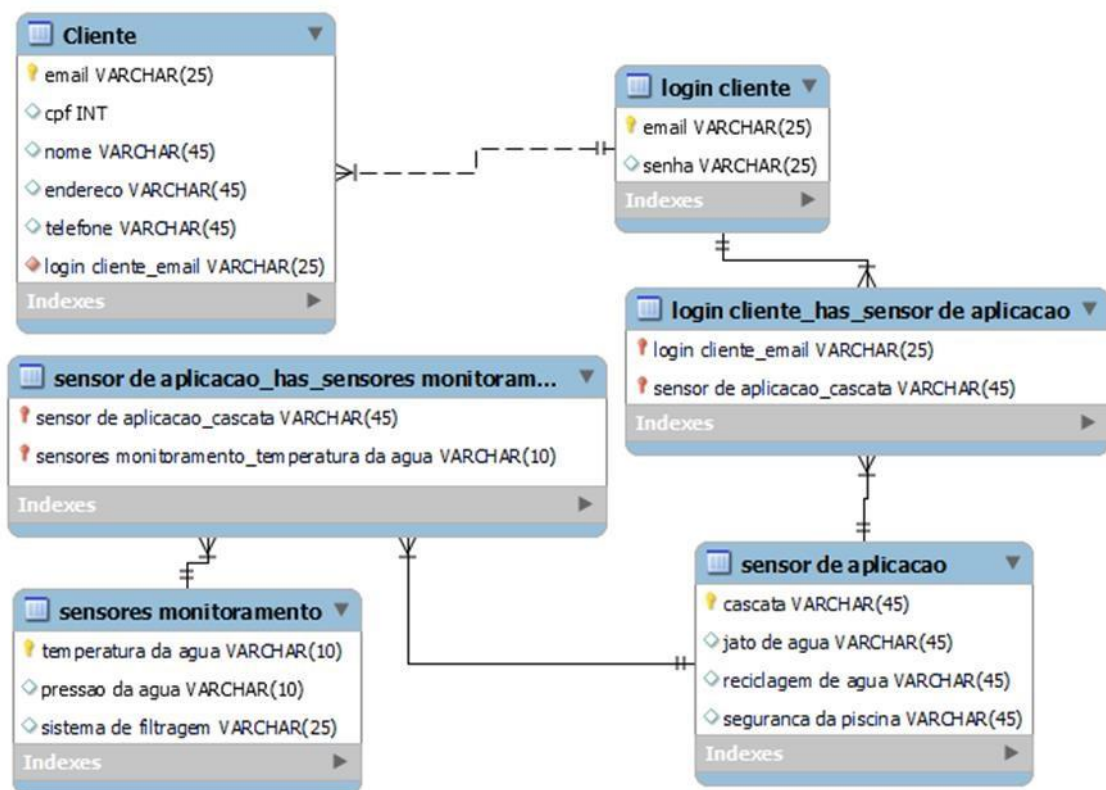 Cliente
email VARCHAR(25)
cpf INT
nome VARCHAR(45)
endereco VARCHAR(45)
telefone VARCHAR(45)
login cliente_email VARCHAR(25)
Indexes
login cliente
email VARCHAR(25)
senha VARCHAR(25)
Indexes
login cliente_has_sensor de aplicacao
login cliente_email VARCHAR(25)
sensor de aplicacao_cascata VARCHAR(45)
Indexes
sensor de aplicacao_has_sensores monitoram...
sensor de aplicacao_cascata VARCHAR(45)
sensores monitoramento_temperatura da agua VARCHAR(10)
Indexes
sensores monitoramento
temperatura da agua VARCHAR(10)
pressao da agua VARCHAR(10)
sistema de filtragem VARCHAR(25)
Indexes
sensor de aplicacao
cascata VARCHAR(45)
jato de agua VARCHAR(45)
reciclagem de agua VARCHAR(45)
seguranca da piscina VARCHAR(45)
Indexes